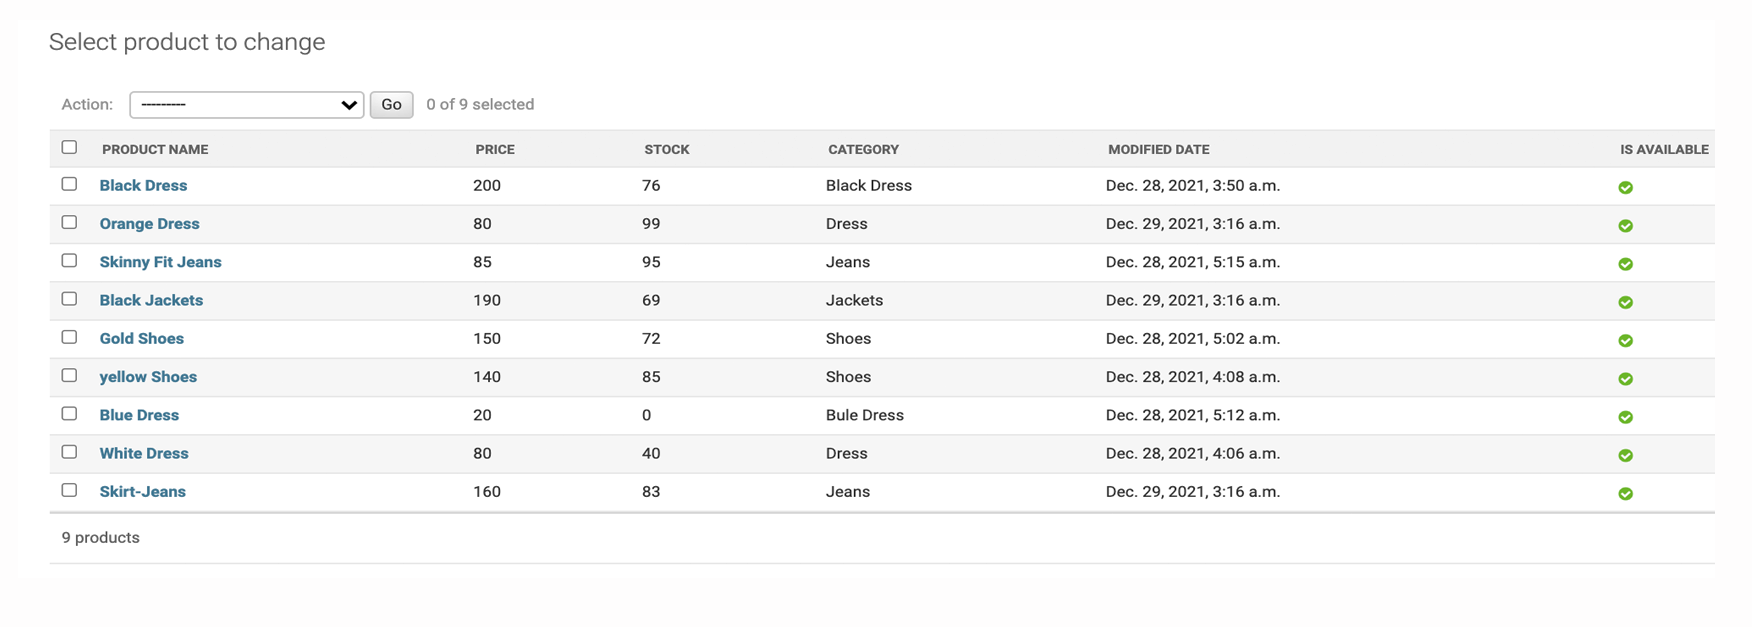 Select product to change
Action: --------- Go 0 of 9 selected
PRODUCT NAME PRICE STOCK CATEGORY MODIFIED DATE IS AVAILABLE
Black Dress 200 76 Black Dress Dec. 28, 2021, 3:50 a.m.
Orange Dress 80 99 Dress Dec. 29, 2021, 3:16 a.m.
Skinny Fit Jeans 85 95 Jeans Dec. 28, 2021, 5:15 a.m.
Black Jackets 190 69 Jackets Dec. 29, 2021, 3:16 a.m.
Gold Shoes 150 72 Shoes Dec. 28, 2021, 5:02 a.m.
yellow Shoes 140 85 Shoes Dec. 28, 2021, 4:08 a.m.
Blue Dress 20 0 Bule Dress Dec. 28, 2021, 5:12 a.m.
White Dress 80 40 Dress Dec. 28, 2021, 4:06 a.m.
Skirt-Jeans 160 83 Jeans Dec. 29, 2021, 3:16 a.m.
9 products